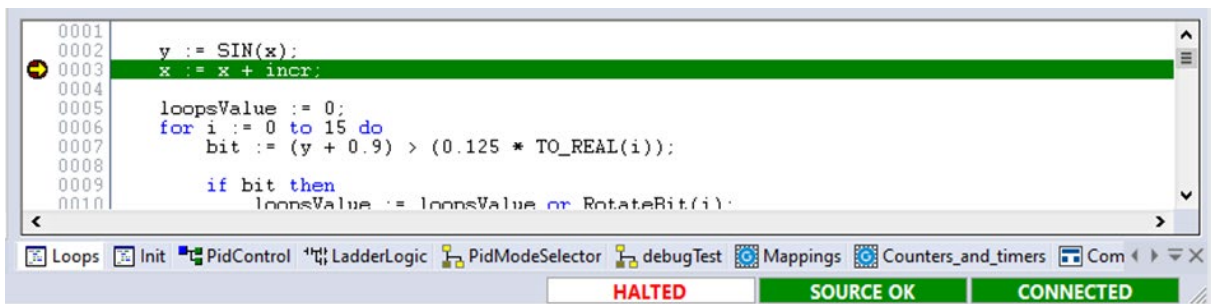 0001
0002 y := SIN(x);
0003 x := x + incr;
0004
0005 loopsValue := 0;
0006 for i := 0 to 15 do
0007 bit := (y + 0.9) > (0.125 * TO_REAL(i));
0008
0009 if bit then
0010 loopsValue := loopsValue or RotateBit(i);
Loops Init PidControl LadderLogic PidModeSelector debugTest Mappings Counters_and_timers Com
HALTED SOURCE OK CONNECTED